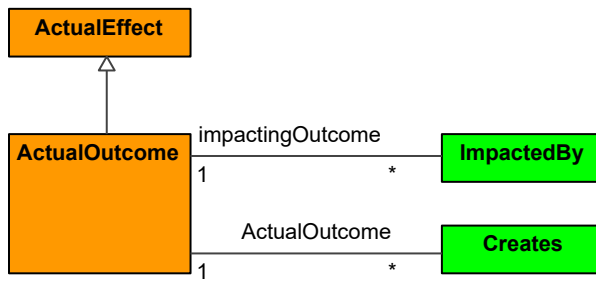 ActualEffect
ActualOutcome
impactingOutcome
1
*
ImpactedBy
ActualOutcome
1
*
Creates